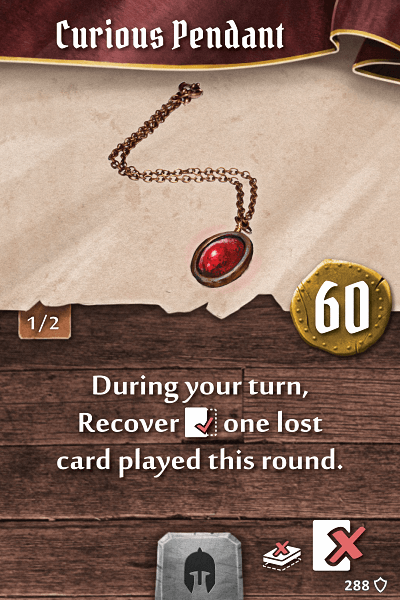 Curious Pendant
1/2
60
During your turn,
Recover one lost
card played this round.
288